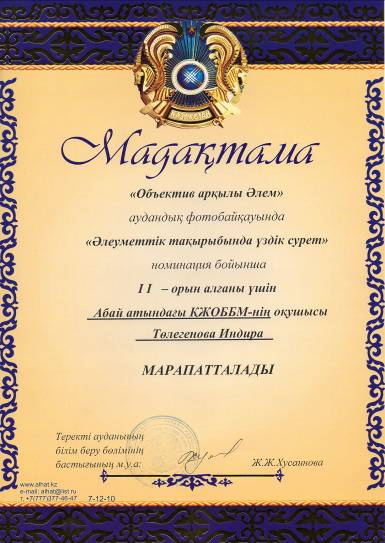 ҚАЗАҚСТАН
Мадақтама
«Объектив арқылы Әлем»
аудандық фотобайқауында
«Әлеуметтік тақырыбында үздік сурет»
номинация бойынша
II – орын алғаны үшін
Абай атындағы КЖОББМ-нің оқушысы
Төлегенова Индира
МАРАПАТТАЛАДЫ
Теректі ауданының
білім беру бөлімінің
бастығының м.у.а:
Ж.Ж.Хусаинова
www.alhat.kz
e-mail: alhat@list.ru
т. +7(777)377-46-47
7-12-10